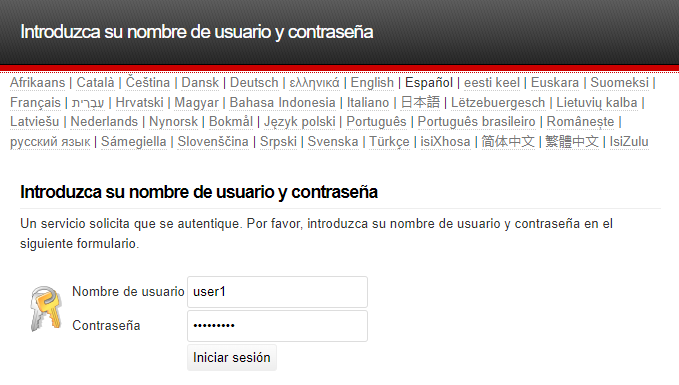 Introduzca su nombre de usuario y contraseña
Afrikaans | Català | Čeština | Dansk | Deutsch | ελληνικά | English | Español | eesti keel | Euskara | Suomeksi |
Français | עִבְרִית | Hrvatski | Magyar | Bahasa Indonesia | Italiano | 日本語 | Lëtzebuergesch | Lietuvių kalba |
Latviešu | Nederlands | Nynorsk | Bokmål | Język polski | Português | Português brasileiro | Românește |
русский язык | Sámegiella | Slovenščina | Srpski | Svenska | Türkçe | isiXhosa | 简体中文 | 繁體中文 | IsiZulu
Introduzca su nombre de usuario y contraseña
Un servicio solicita que se autentique. Por favor, introduzca su nombre de usuario y contraseña en el
siguiente formulario.
Nombre de usuario user1
Contraseña •••••••••
Iniciar sesión